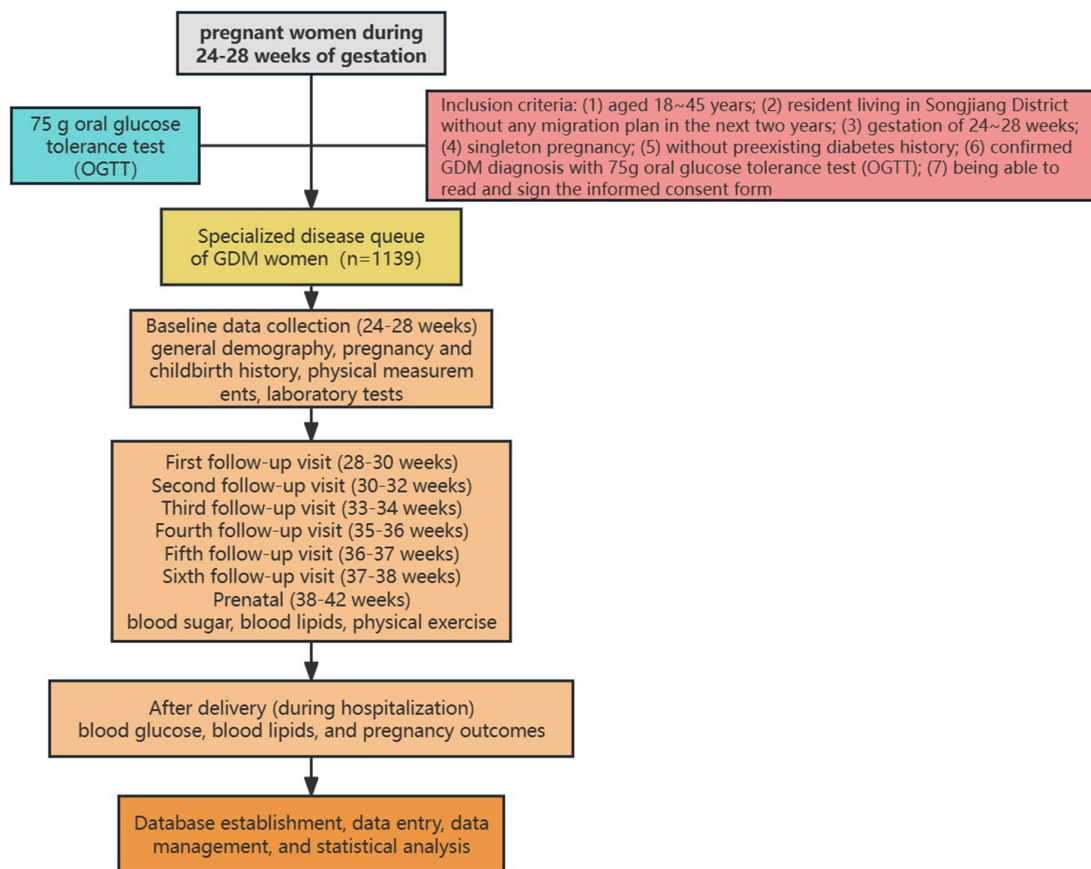 pregnant women during
24-28 weeks of gestation
75 g oral glucose
tolerance test
(OGTT)
Inclusion criteria: (1) aged 18~45 years; (2) resident living in Songjiang District
without any migration plan in the next two years; (3) gestation of 24~28 weeks;
(4) singleton pregnancy; (5) without preexisting diabetes history; (6) confirmed
GDM diagnosis with 75g oral glucose tolerance test (OGTT); (7) being able to
read and sign the informed consent form
Specialized disease queue
of GDM women (n=1139)
Baseline data collection (24-28 weeks)
general demography, pregnancy and
childbirth history, physical measurem
ents, laboratory tests
First follow-up visit (28-30 weeks)
Second follow-up visit (30-32 weeks)
Third follow-up visit (33-34 weeks)
Fourth follow-up visit (35-36 weeks)
Fifth follow-up visit (36-37 weeks)
Sixth follow-up visit (37-38 weeks)
Prenatal (38-42 weeks)
blood sugar, blood lipids, physical exercise
After delivery (during hospitalization)
blood glucose, blood lipids, and pregnancy outcomes
Database establishment, data entry, data
management, and statistical analysis